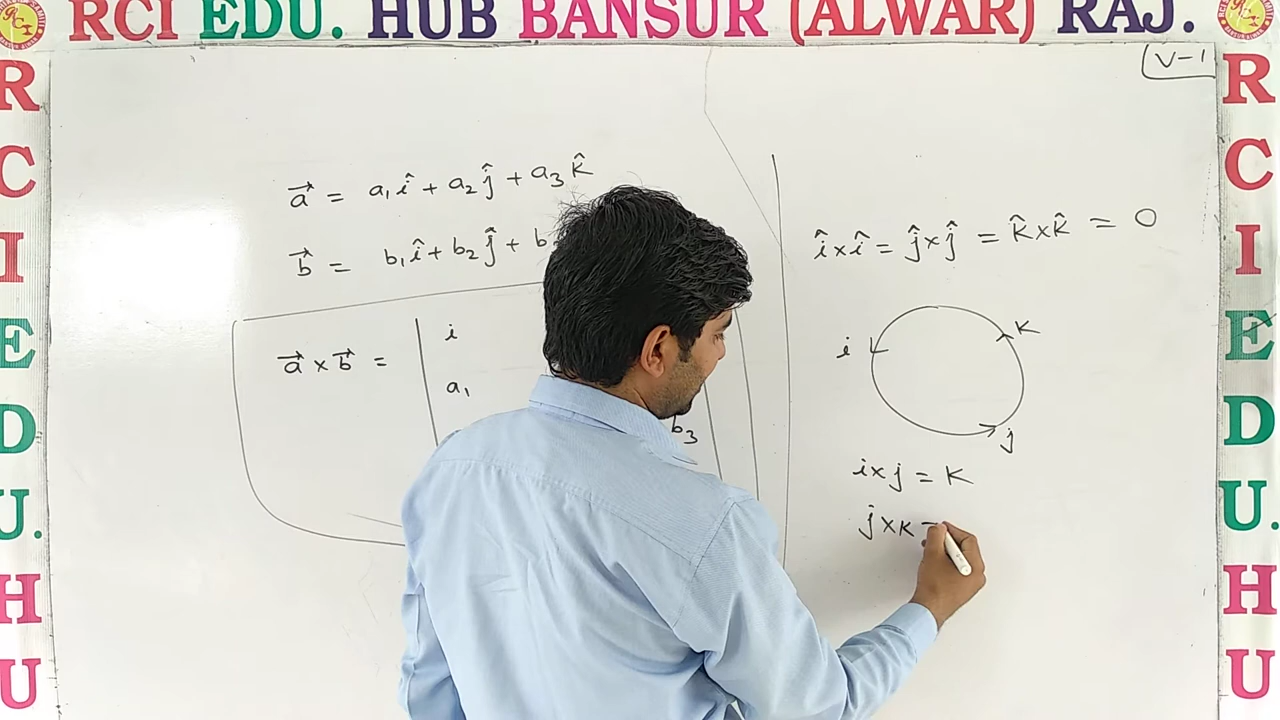 RCI EDU. HUB BANSUR (ALWAR) RAJ.
R
C
I
E
D
U.
H
U
V-1
a⃗ = a₁î + a₂ĵ + a₃k̂
b⃗ = b₁î + b₂ĵ + b
a⃗ × b⃗ =
i
a₁
b₃
î×î = ĵ×ĵ = k̂×k̂ = 0
k
i
j
i×j = k
j×k =
R
C
I
E
D
U.
H
U